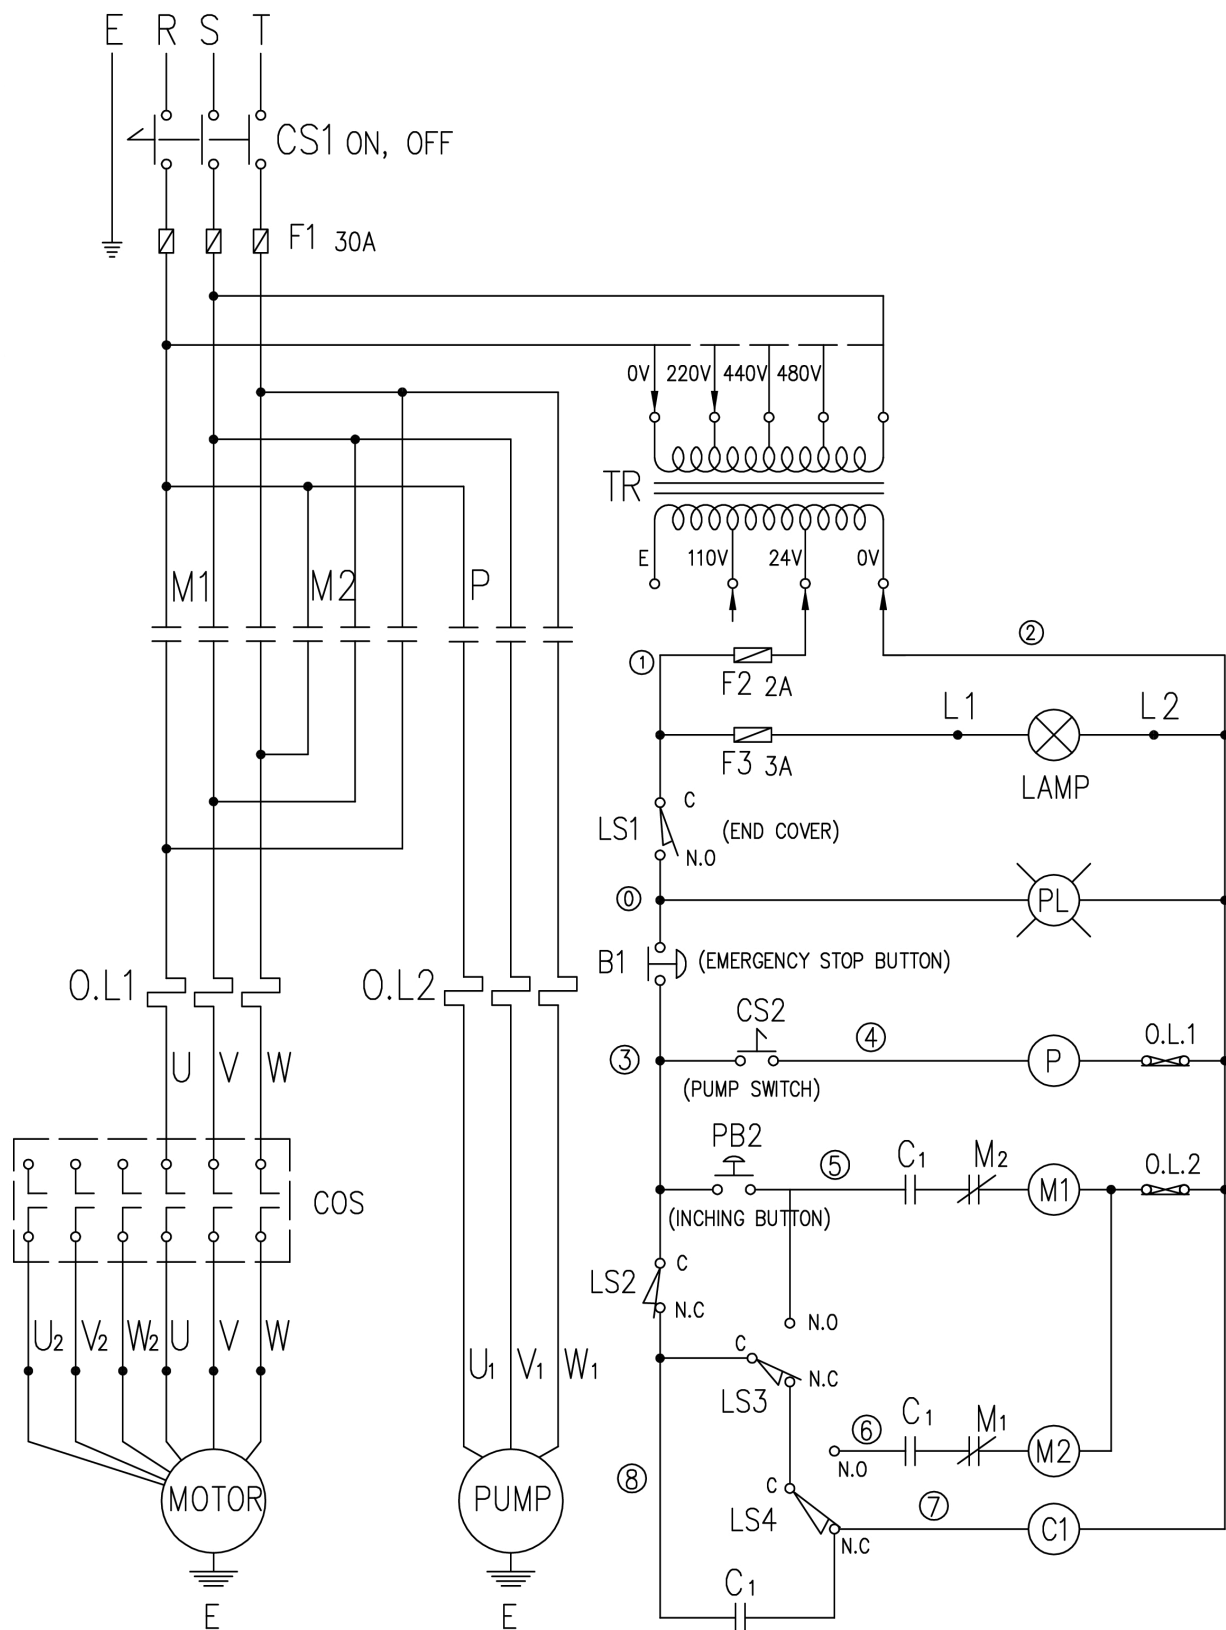 E R S T
CS1 ON, OFF
F1 30A
0V 220V 440V 480V
TR
E 110V 24V 0V
M1 M2 P
2
1
F2 2A
L1 L2
F3 3A
LAMP
C
LS1 (END COVER)
N.O
0 PL
B1 (EMERGENCY STOP BUTTON)
O.L1 O.L2
CS2
3 4 P O.L.1
U V W
(PUMP SWITCH)
PB2
5 C1 M2 M1 O.L.2
COS
(INCHING BUTTON)
C
LS2
N.C
N.O
U2 V2 W2 U V W
U1 V1 W1
C
N.C
LS3
6 C1 M1 M2
N.O
8
C
MOTOR PUMP
LS4 7 C1
N.C
C1
E E